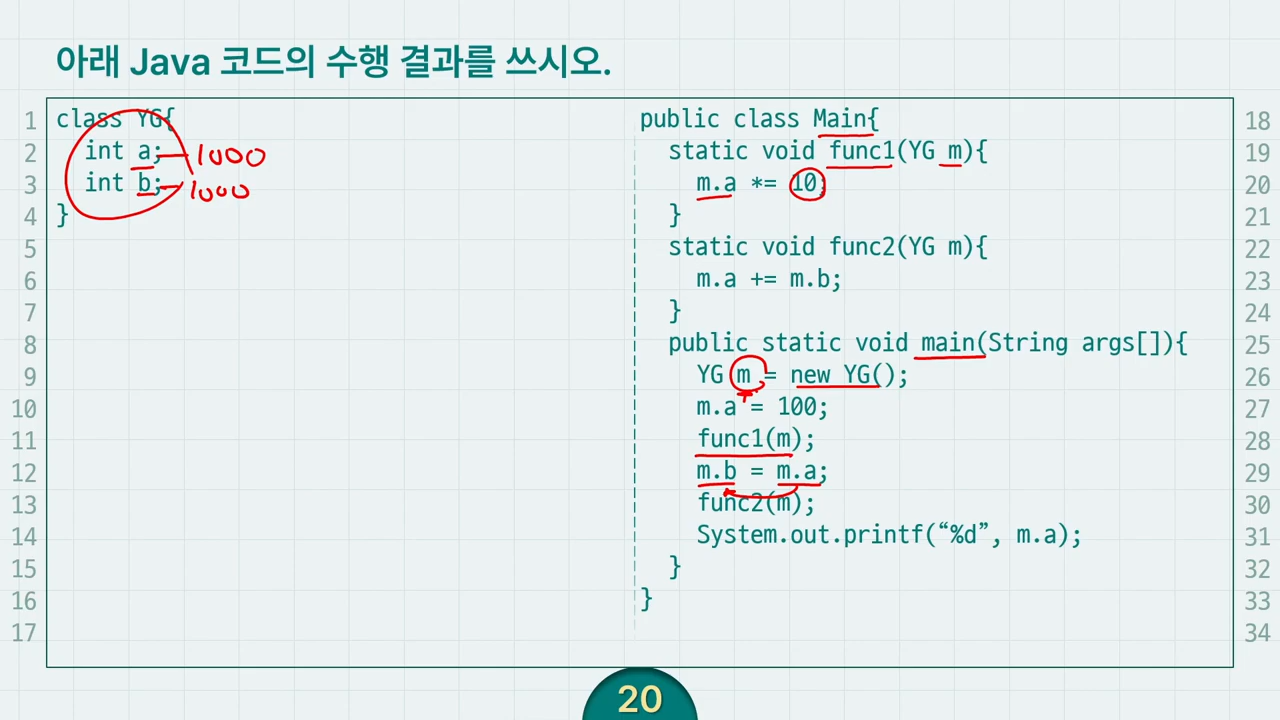 아래 Java 코드의 수행 결과를 쓰시오.
1 class YG{
2 int a; 1000
3 int b; 1000
4 }
5
6
7
8
9
10
11
12
13
14
15
16
17
public class Main{ 18
static void func1(YG m){ 19
m.a *= 10; 20
} 21
static void func2(YG m){ 22
m.a += m.b; 23
} 24
public static void main(String args[]){ 25
YG m = new YG(); 26
m.a = 100; 27
func1(m); 28
m.b = m.a; 29
func2(m); 30
System.out.printf(“%d”, m.a); 31
} 32
} 33
34
20